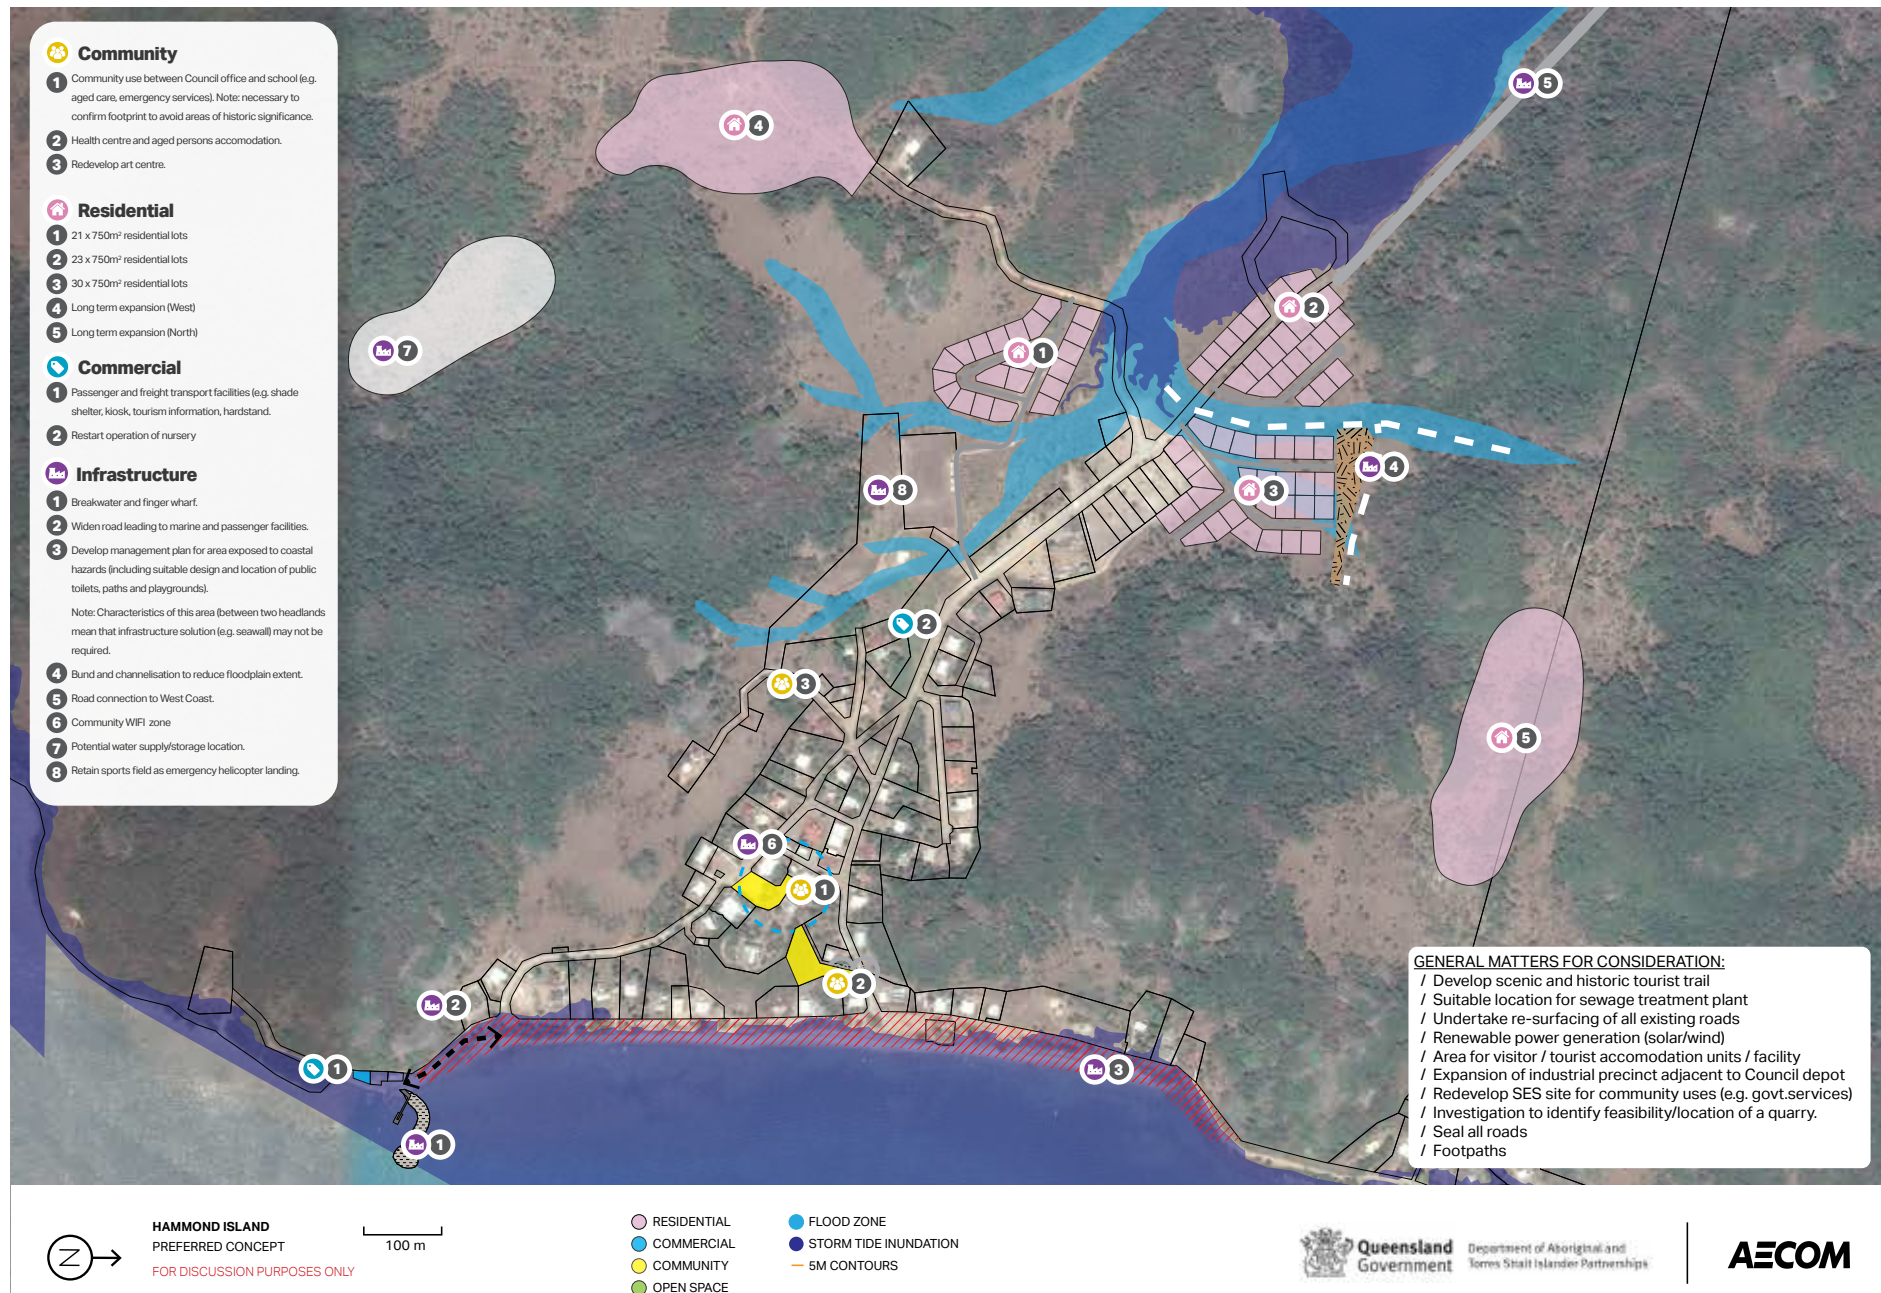 Community
1 Community use between Council office and school (e.g.
aged care, emergency services). Note: necessary to
confirm footprint to avoid areas of historic significance.
2 Health centre and aged persons accomodation.
3 Redevelop art centre.
Residential
1 21 x 750m² residential lots
2 23 x 750m² residential lots
3 30 x 750m² residential lots
4 Long term expansion (West)
5 Long term expansion (North)
Commercial
1 Passenger and freight transport facilities (e.g. shade
shelter, kiosk, tourism information, hardstand.
2 Restart operation of nursery
Infrastructure
1 Breakwater and finger wharf.
2 Widen road leading to marine and passenger facilities.
3 Develop management plan for area exposed to coastal
hazards (including suitable design and location of public
toilets, paths and playgrounds).
Note: Characteristics of this area (between two headlands
mean that infrastructure solution (e.g. seawall) may not be
required.
4 Bund and channelisation to reduce floodplain extent.
5 Road connection to West Coast.
6 Community WIFI zone
7 Potential water supply/storage location.
8 Retain sports field as emergency helicopter landing.
5
4
2
7
1
4
8
3
2
3
5
6
1
2
2
1
3
1
GENERAL MATTERS FOR CONSIDERATION:
/ Develop scenic and historic tourist trail
/ Suitable location for sewage treatment plant
/ Undertake re-surfacing of all existing roads
/ Renewable power generation (solar/wind)
/ Area for visitor / tourist accomodation units / facility
/ Expansion of industrial precinct adjacent to Council depot
/ Redevelop SES site for community uses (e.g. govt.services)
/ Investigation to identify feasibility/location of a quarry.
/ Seal all roads
/ Footpaths
N
HAMMOND ISLAND
PREFERRED CONCEPT
FOR DISCUSSION PURPOSES ONLY
100 m
RESIDENTIAL
COMMERCIAL
COMMUNITY
OPEN SPACE
FLOOD ZONE
STORM TIDE INUNDATION
5M CONTOURS
Queensland
Government
Department of Aboriginal and
Torres Strait Islander Partnerships
AECOM